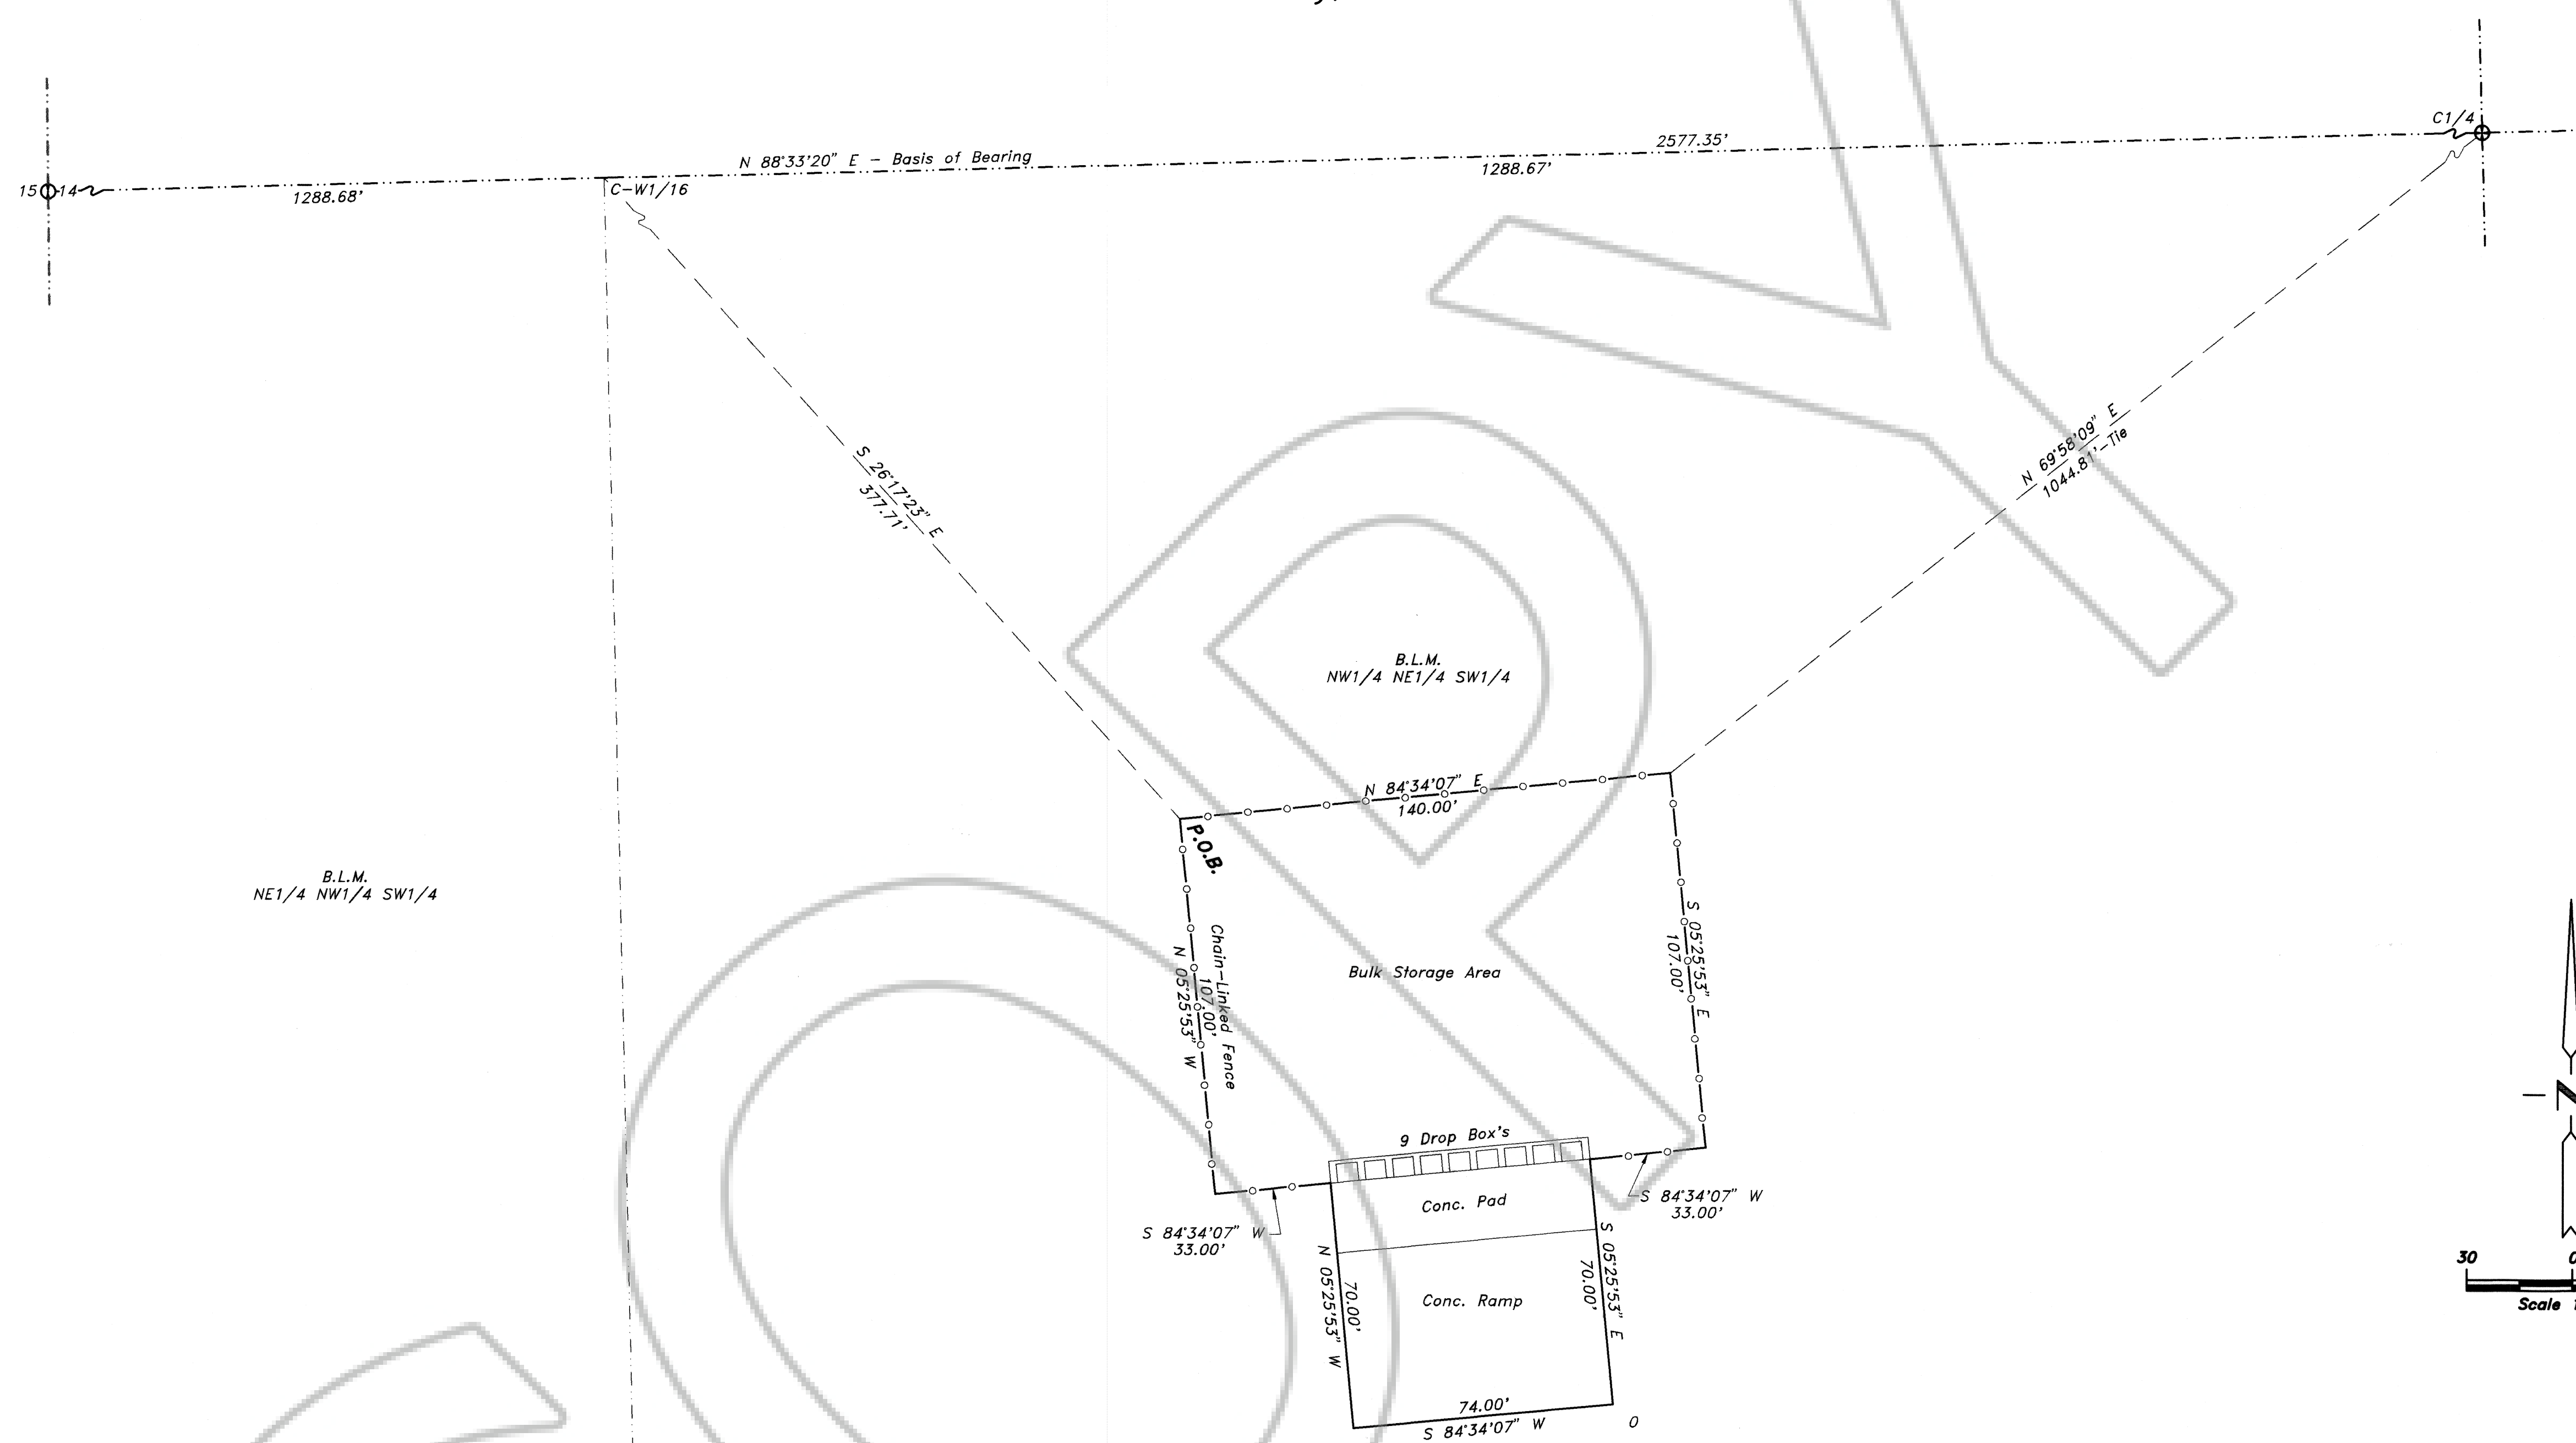 C1/4
2577.35'
N 88°33'20" E - Basis of Bearing
1288.67'
15 14
1288.68'
C-W1/16
S 26°17'23" E
377.71'
N 69°58'09" E
1044.81'-Tie
B.L.M.
NW1/4 NE1/4 SW1/4
N 84°34'07" E
140.00'
P.O.B.
B.L.M.
NE1/4 NW1/4 SW1/4
Chain-Linked Fence
107.00'
N 05°25'53" W
Bulk Storage Area
S 05°25'53" E
107.00'
9 Drop Box's
S 84°34'07" W
33.00'
Conc. Pad
S 84°34'07" W
33.00'
N 05°25'53" W
70.00'
Conc. Ramp
S 05°25'53" E
70.00'
74.00'
S 84°34'07" W
O
N
30 0
Scale
COPY